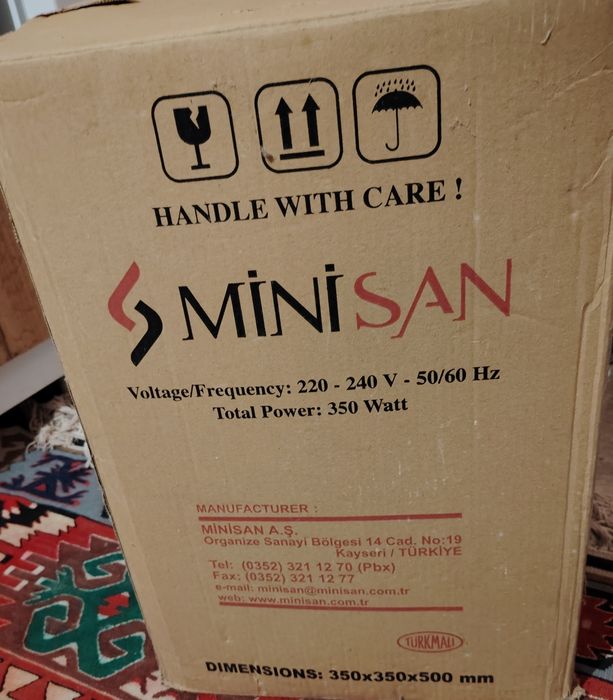 HANDLE WITH CARE !
MİNİSAN
Voltage/Frequency: 220 - 240 V - 50/60 Hz
Total Power: 350 Watt
MANUFACTURER :
MİNİSAN A.Ş.
Organize Sanayi Bölgesi 14 Cad. No:19
Kayseri / TÜRKİYE
Tel: (0352) 321 12 70 (Pbx)
Fax: (0352) 321 12 77
e-mail: minisan@minisan.com.tr
web: www.minisan.com.tr
TÜRKMALI
DIMENSIONS: 350x350x500 mm